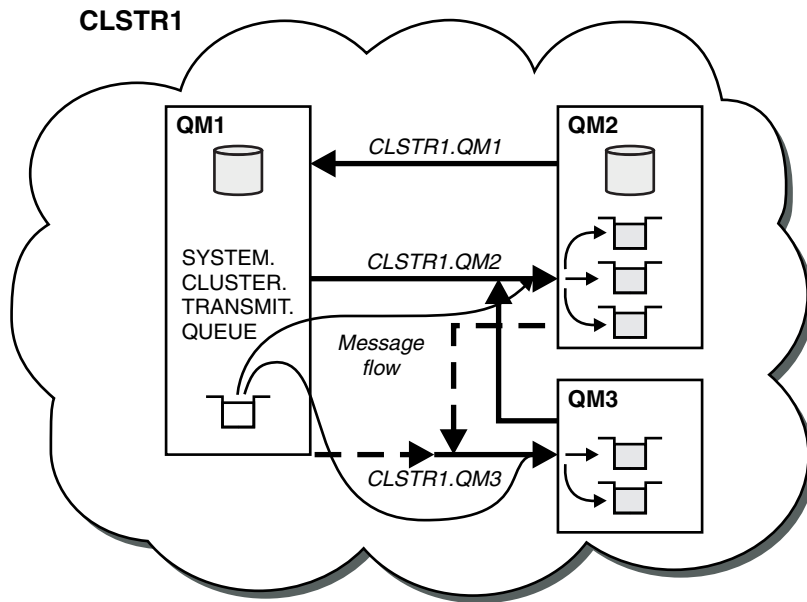 CLSTR1
QM1
QM2
CLSTR1.QM1
SYSTEM.
CLUSTER.
TRANSMIT.
QUEUE
CLSTR1.QM2
Message
flow
QM3
CLSTR1.QM3